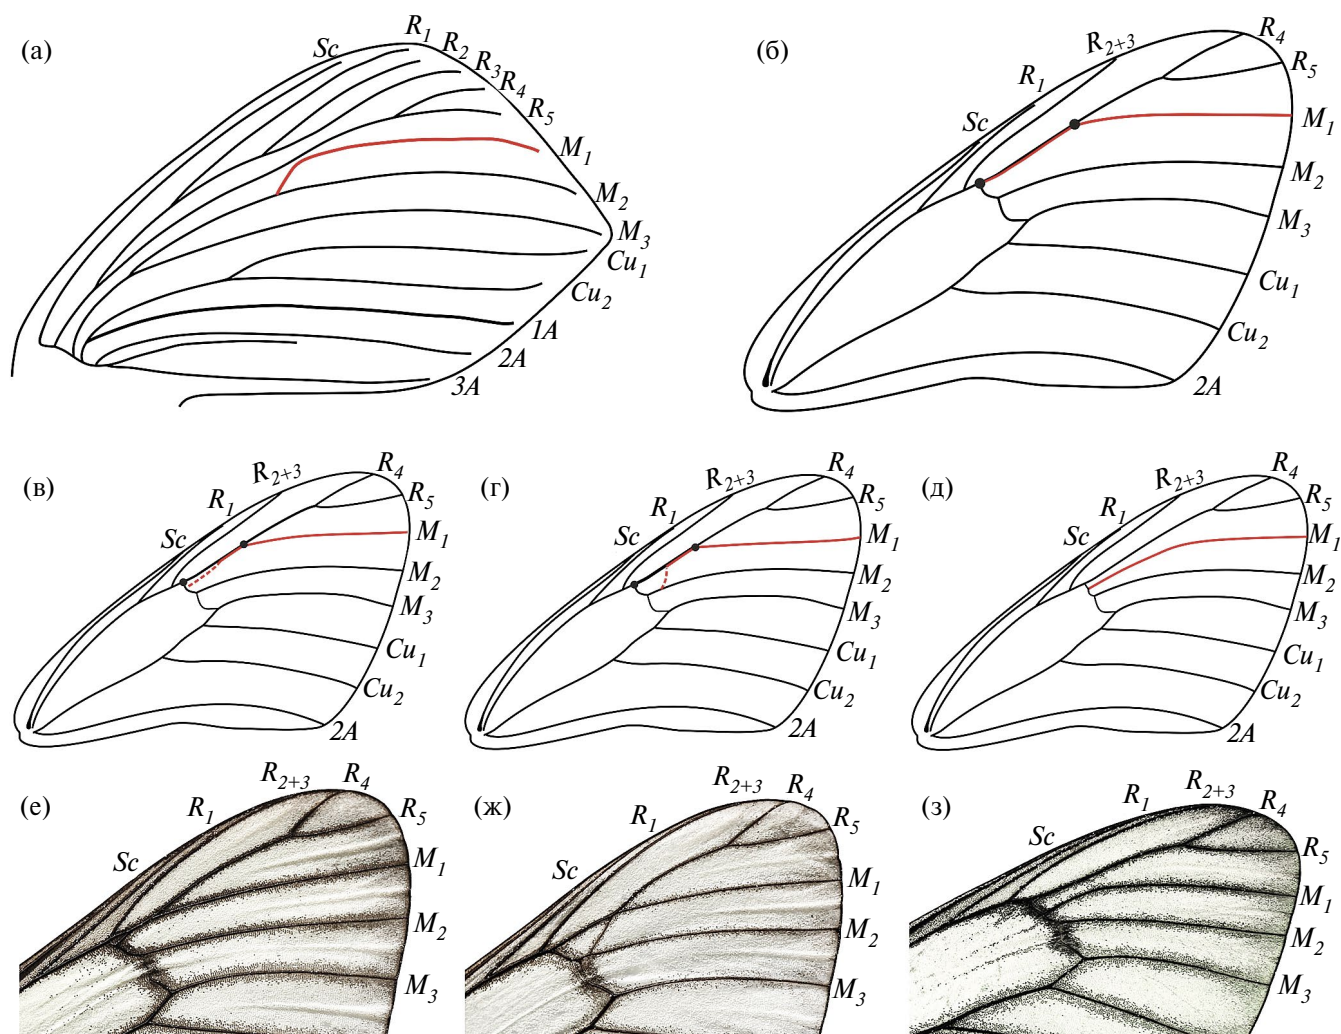 (а)
Sc
R1
R2
R3
R4
R5
M1
M2
M3
Cu1
Cu2
1A
2A
3A
(б)
Sc
R1
R2+3
R4
R5
M1
M2
M3
Cu1
Cu2
2A
(в)
Sc
R1
R2+3
R4
R5
M1
M2
M3
Cu1
Cu2
2A
(г)
Sc
R1
R2+3
R4
R5
M1
M2
M3
Cu1
Cu2
2A
(д)
Sc
R1
R2+3
R4
R5
M1
M2
M3
Cu1
Cu2
2A
(е)
Sc
R1
R2+3
R4
R5
M1
M2
M3
(ж)
Sc
R1
R2+3
R4
R5
M1
M2
M3
(з)
Sc
R1
R2+3
R4
R5
M1
M2
M3